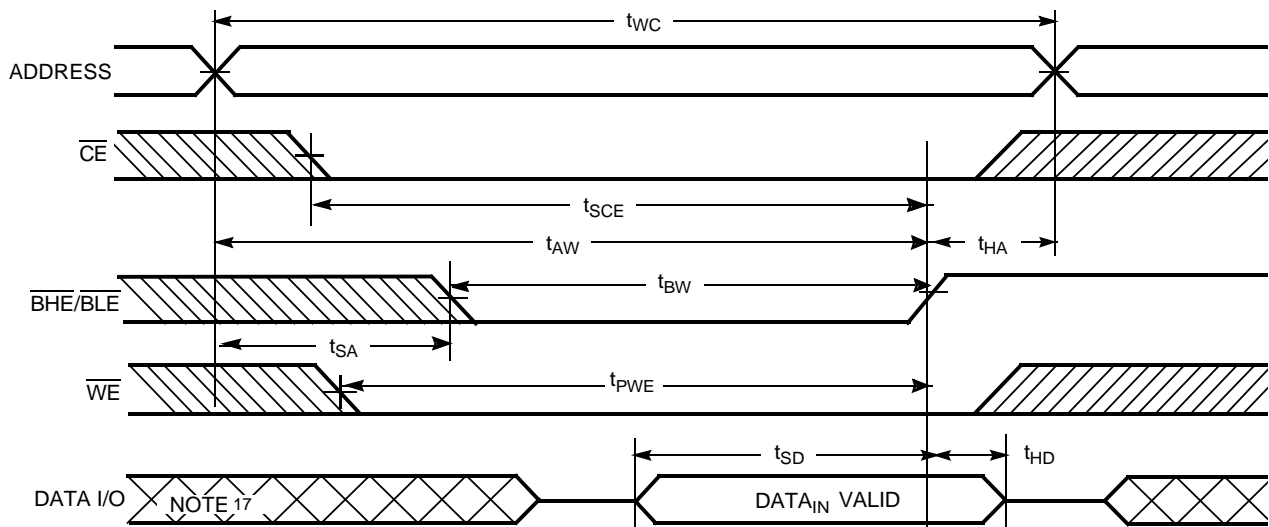 tWC
ADDRESS
CE
tSCE
tAW
tHA
BHE/BLE
tBW
tSA
WE
tPWE
tSD
tHD
DATA I/O
NOTE 17
DATAIN VALID